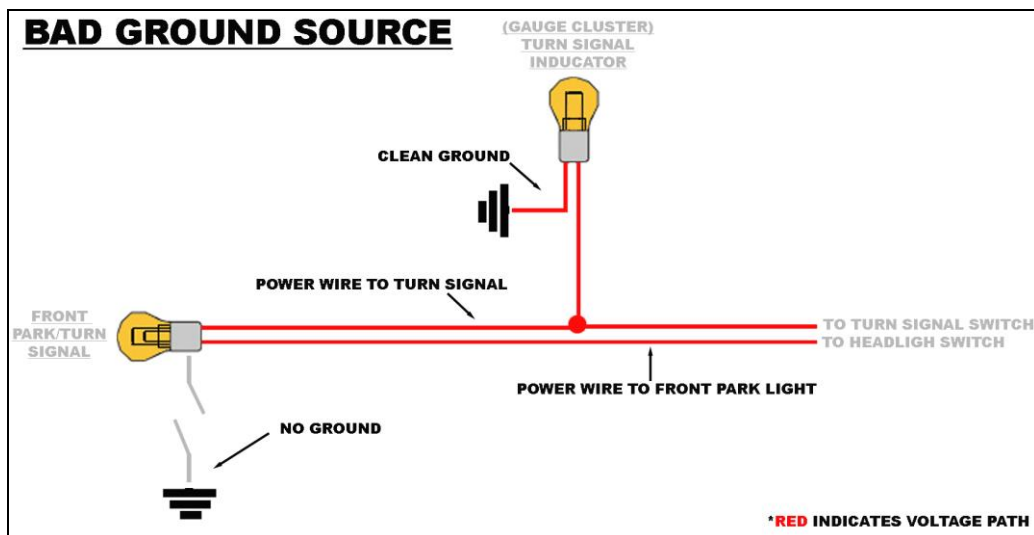 BAD GROUND SOURCE
(GAUGE CLUSTER)
TURN SIGNAL
INDUCATOR
CLEAN GROUND
POWER WIRE TO TURN SIGNAL
FRONT
PARK/TURN
SIGNAL
TO TURN SIGNAL SWITCH
TO HEADLIGH SWITCH
POWER WIRE TO FRONT PARK LIGHT
NO GROUND
*RED INDICATES VOLTAGE PATH